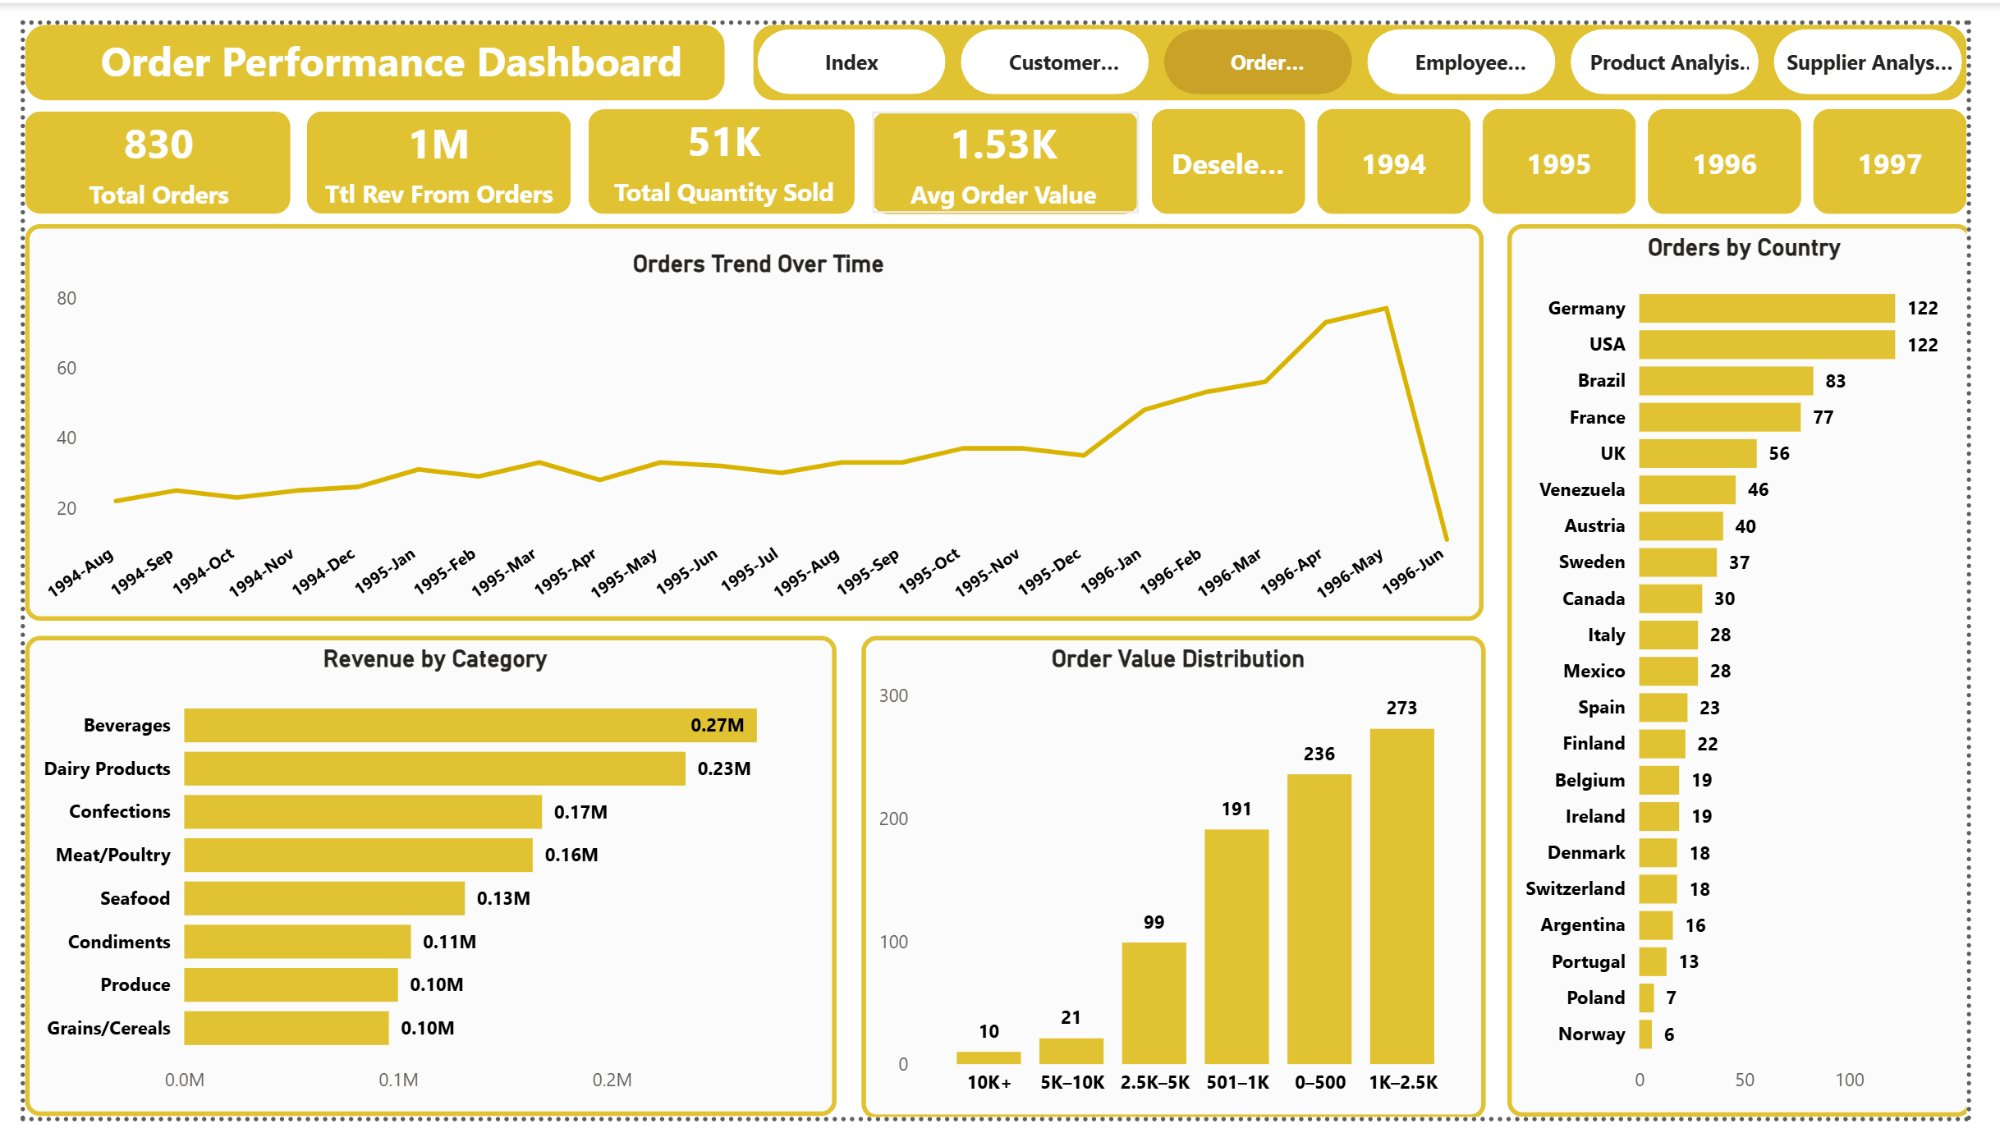 Order Performance Dashboard
Index
Customer...
Order...
Employee...
Product Analyis..
Supplier Analys...
830
Total Orders
1M
Ttl Rev From Orders
51K
Total Quantity Sold
1.53K
Avg Order Value
Desele...
1994
1995
1996
1997
Orders Trend Over Time
80
60
40
20
1994-Aug
1994-Sep
1994-Oct
1994-Nov
1994-Dec
1995-Jan
1995-Feb
1995-Mar
1995-Apr
1995-May
1995-Jun
1995-Jul
1995-Aug
1995-Sep
1995-Oct
1995-Nov
1995-Dec
1996-Jan
1996-Feb
1996-Mar
1996-Apr
1996-May
1996-Jun
Orders by Country
Germany 122
USA 122
Brazil 83
France 77
UK 56
Venezuela 46
Austria 40
Sweden 37
Canada 30
Italy 28
Mexico 28
Spain 23
Finland 22
Belgium 19
Ireland 19
Denmark 18
Switzerland 18
Argentina 16
Portugal 13
Poland 7
Norway 6
0 50 100
Revenue by Category
Beverages 0.27M
Dairy Products 0.23M
Confections 0.17M
Meat/Poultry 0.16M
Seafood 0.13M
Condiments 0.11M
Produce 0.10M
Grains/Cereals 0.10M
0.0M 0.1M 0.2M
Order Value Distribution
300
200
100
0
10
21
99
191
236
273
10K+ 5K–10K 2.5K–5K 501–1K 0–500 1K–2.5K